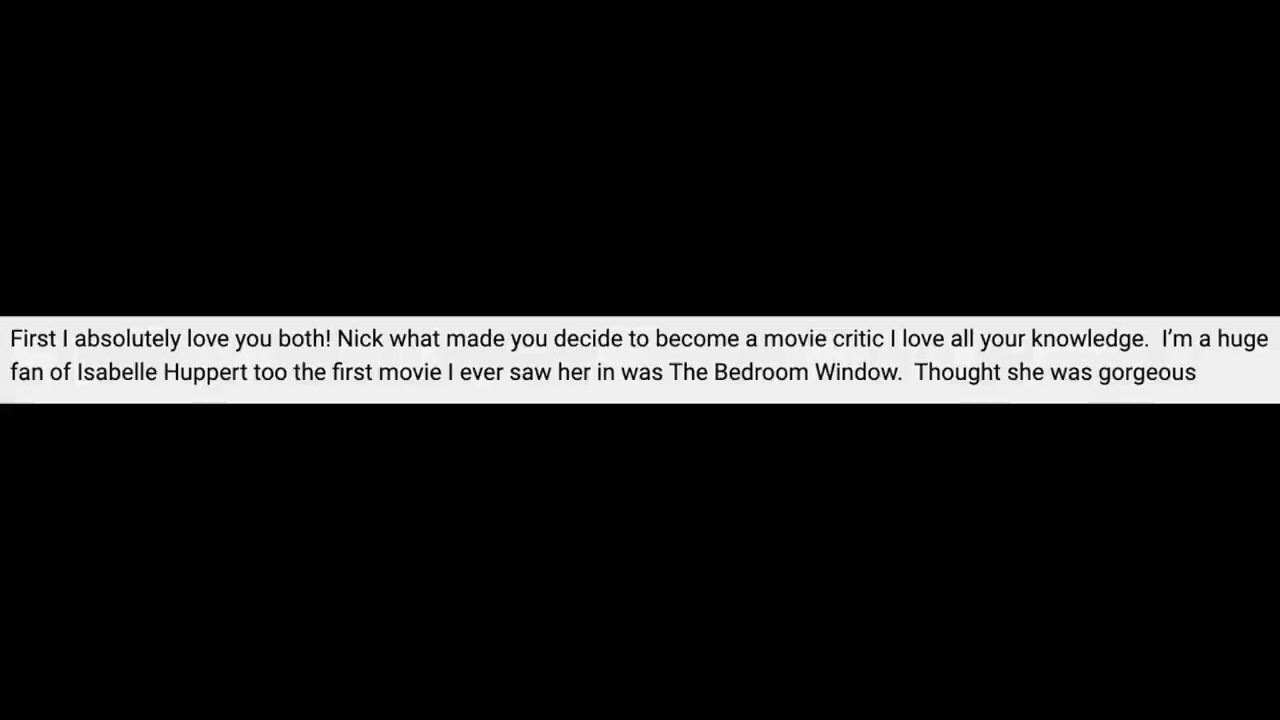 First I absolutely love you both! Nick what made you decide to become a movie critic I love all your knowledge.  I’m a huge
fan of Isabelle Huppert too the first movie I ever saw her in was The Bedroom Window.  Thought she was gorgeous